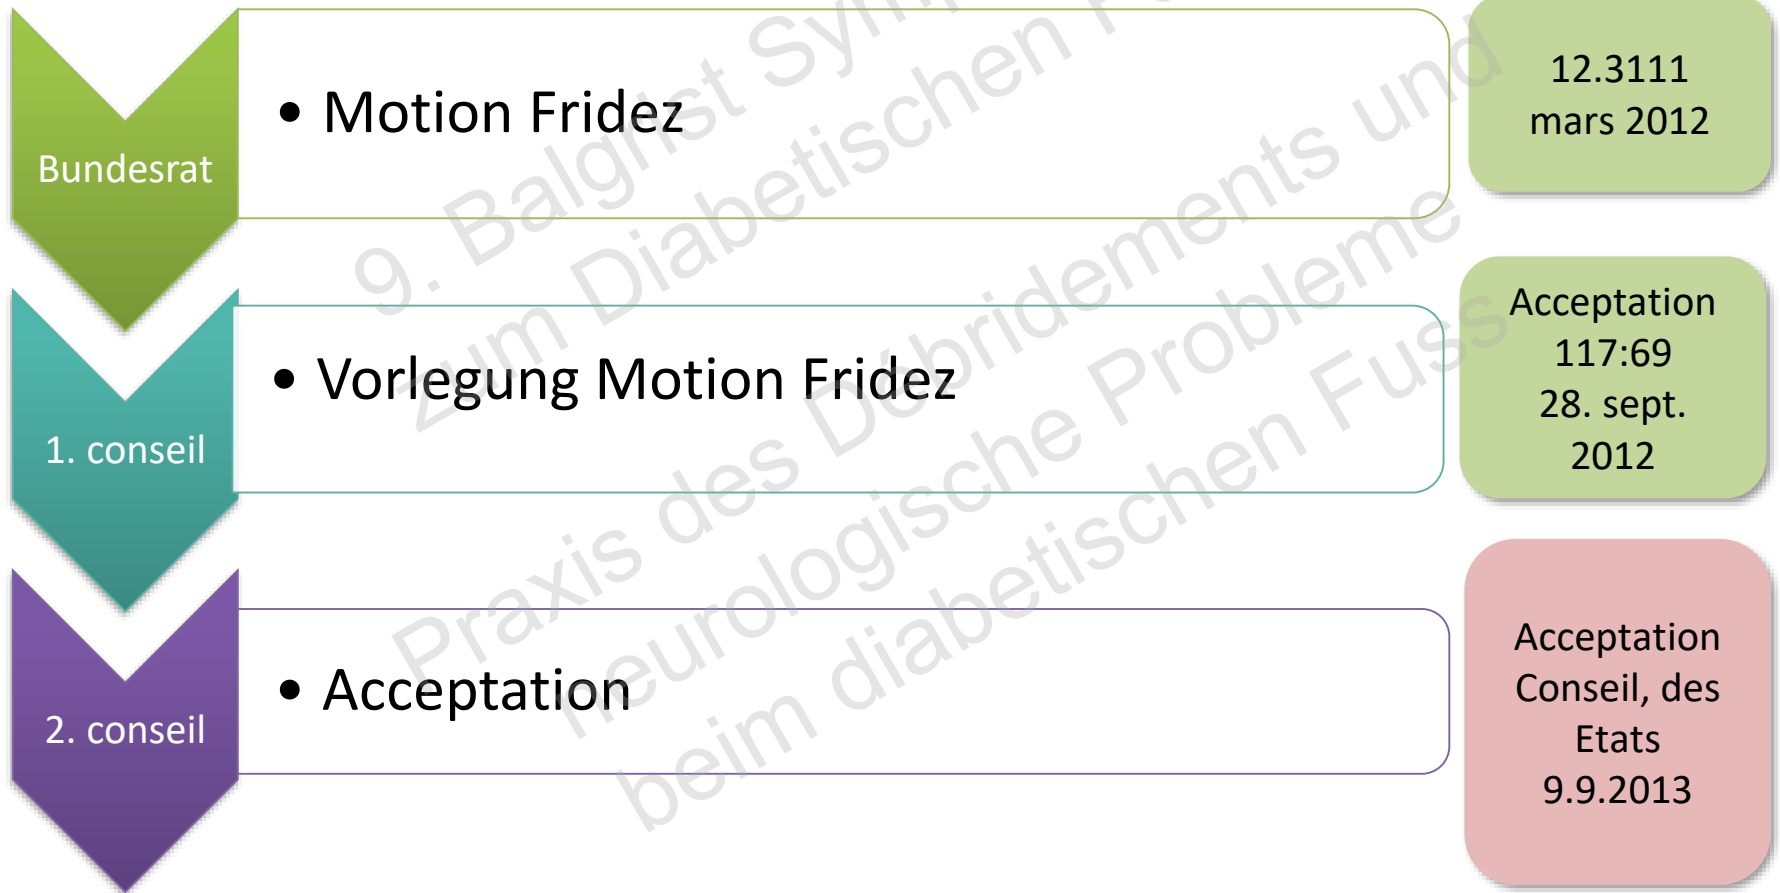 Bundesrat
• Motion Fridez
12.3111
mars 2012
1. conseil
• Vorlegung Motion Fridez
Acceptation
117:69
28. sept.
2012
2. conseil
• Acceptation
Acceptation
Conseil, des
Etats
9.9.2013
9. Balgrist
zum Diabetischen
Praxis des Débridements und
neurologische Probleme
beim diabetischen Fuss